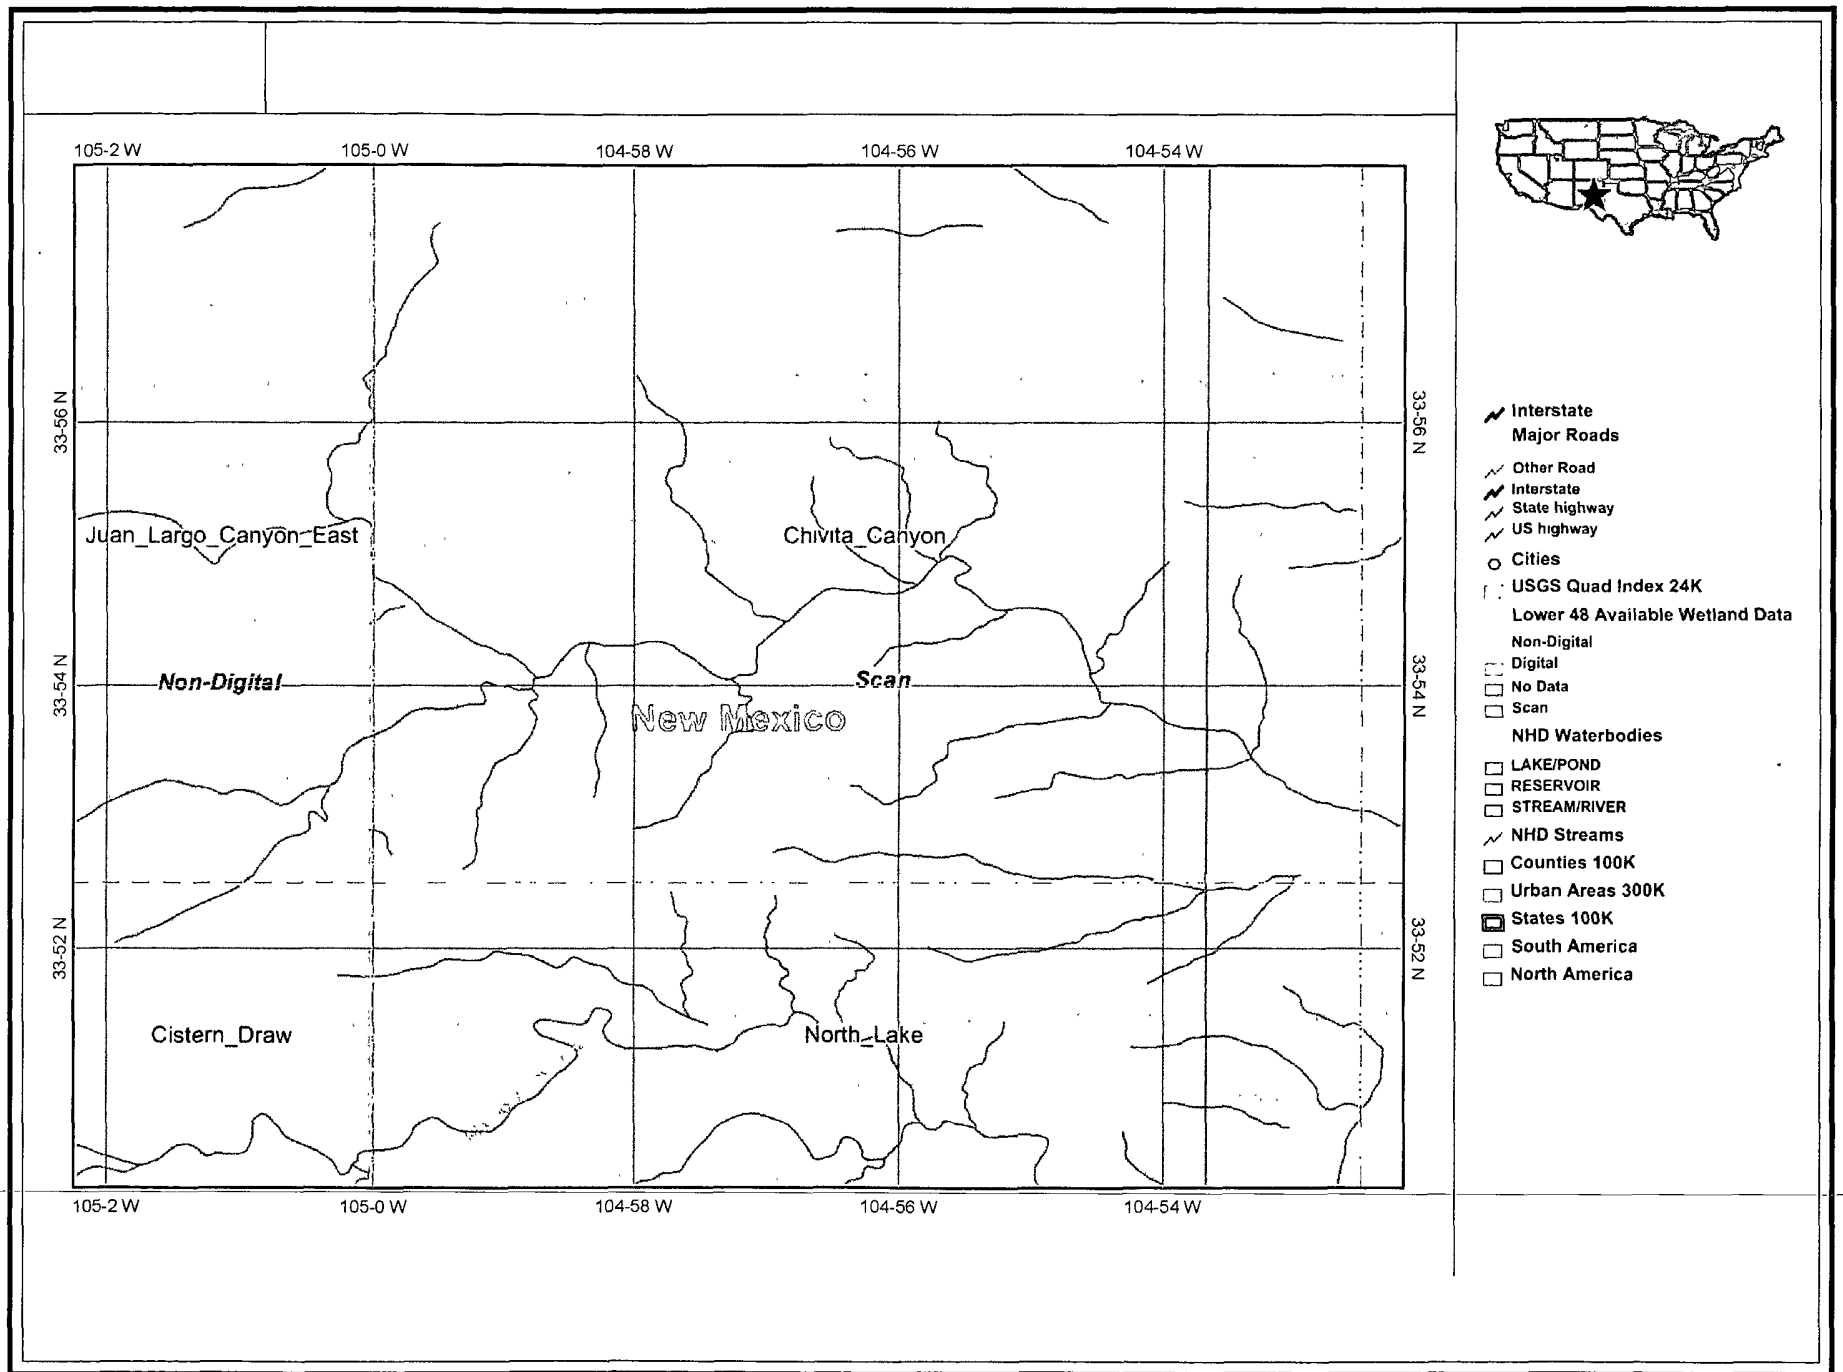 105-2 W 105-0 W 104-58 W 104-56 W 104-54 W
33-56 N
33-56 N
Juan_Largo_Canyon_East
Chivita_Canyon
33-54 N
Non-Digital
Scan
33-54 N
New Mexico
33-52 N
33-52 N
Cistern_Draw
North_Lake
105-2 W 105-0 W 104-58 W 104-56 W 104-54 W
Interstate
Major Roads
Other Road
Interstate
State highway
US highway
Cities
USGS Quad Index 24K
Lower 48 Available Wetland Data
Non-Digital
Digital
No Data
Scan
NHD Waterbodies
LAKE/POND
RESERVOIR
STREAM/RIVER
NHD Streams
Counties 100K
Urban Areas 300K
States 100K
South America
North America